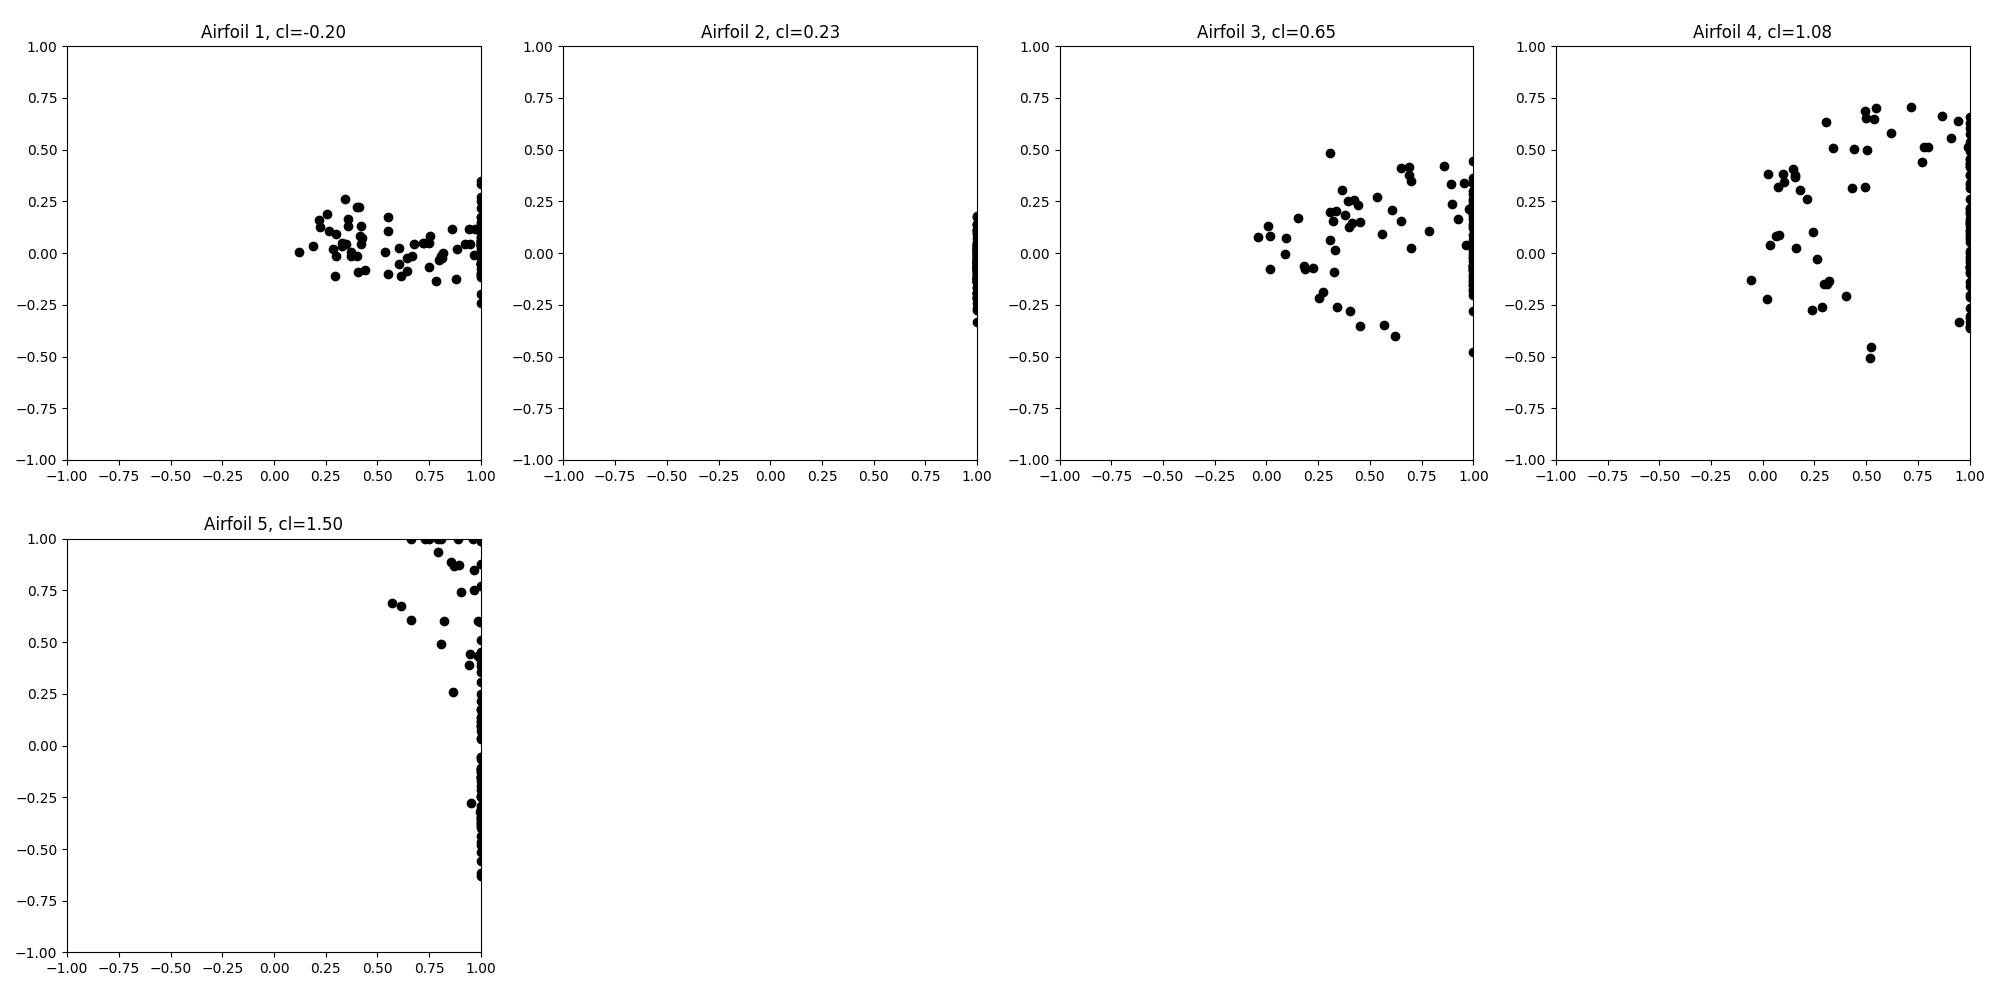 Airfoil 1, cl=-0.20
Airfoil 2, cl=0.23
Airfoil 3, cl=0.65
Airfoil 4, cl=1.08
1.00 1.00 1.00 1.00
0.75 0.75 0.75 0.75
0.50 0.50 0.50 0.50
0.25 0.25 0.25 0.25
0.00 0.00 0.00 0.00
−0.25 −0.25 −0.25 −0.25
−0.50 −0.50 −0.50 −0.50
−0.75 −0.75 −0.75 −0.75
−1.00 −1.00 −1.00 −1.00
−1.00 −0.75 −0.50 −0.25 0.00 0.25 0.50 0.75 1.00
−1.00 −0.75 −0.50 −0.25 0.00 0.25 0.50 0.75 1.00
−1.00 −0.75 −0.50 −0.25 0.00 0.25 0.50 0.75 1.00
−1.00 −0.75 −0.50 −0.25 0.00 0.25 0.50 0.75 1.00
Airfoil 5, cl=1.50
1.00
0.75
0.50
0.25
0.00
−0.25
−0.50
−0.75
−1.00
−1.00 −0.75 −0.50 −0.25 0.00 0.25 0.50 0.75 1.00